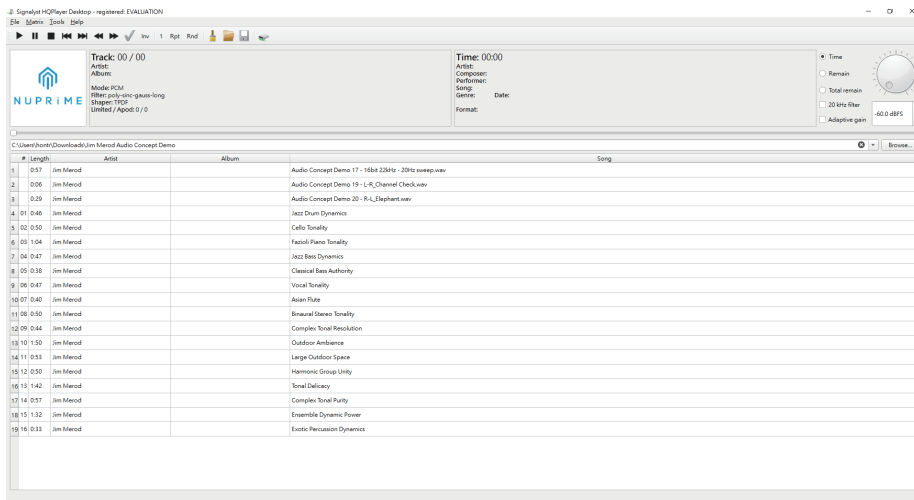 Signalyst HQPlayer Desktop - registered: EVALUATION
File Matrix Tools Help
Inv 1 Rpt Rnd
NUPRiME
Track: 00 / 00
Artist:
Album:
Mode: PCM
Filter: poly-sinc-gauss-long
Shaper: TPDF
Limited / Apod: 0 / 0
Time: 00:00
Artist:
Composer:
Performer:
Song:
Genre: Date:
Format:
Time
Remain
Total remain
20 kHz filter
Adaptive gain
-60.0 dBFS
C:\Users\hontr\Downloads\Jim Merod Audio Concept Demo Browse...
# Length Artist Album Song
1 0:57 Jim Merod Audio Concept Demo 17 - 16bit 22kHz - 20Hz sweep.wav
2 0:06 Jim Merod Audio Concept Demo 19 - L-R_Channel Check.wav
3 0:29 Jim Merod Audio Concept Demo 20 - R-L_Elephant.wav
4 01 0:46 Jim Merod Jazz Drum Dynamics
5 02 0:50 Jim Merod Cello Tonality
6 03 1:04 Jim Merod Fazioli Piano Tonality
7 04 0:47 Jim Merod Jazz Bass Dynamics
8 05 0:38 Jim Merod Classical Bass Authority
9 06 0:47 Jim Merod Vocal Tonality
10 07 0:40 Jim Merod Asian Flute
11 08 0:50 Jim Merod Binaural Stereo Tonality
12 09 0:44 Jim Merod Complex Tonal Resolution
13 10 1:50 Jim Merod Outdoor Ambience
14 11 0:53 Jim Merod Large Outdoor Space
15 12 0:50 Jim Merod Harmonic Group Unity
16 13 1:42 Jim Merod Tonal Delicacy
17 14 0:57 Jim Merod Complex Tonal Purity
18 15 1:32 Jim Merod Ensemble Dynamic Power
19 16 0:33 Jim Merod Exotic Percussion Dynamics